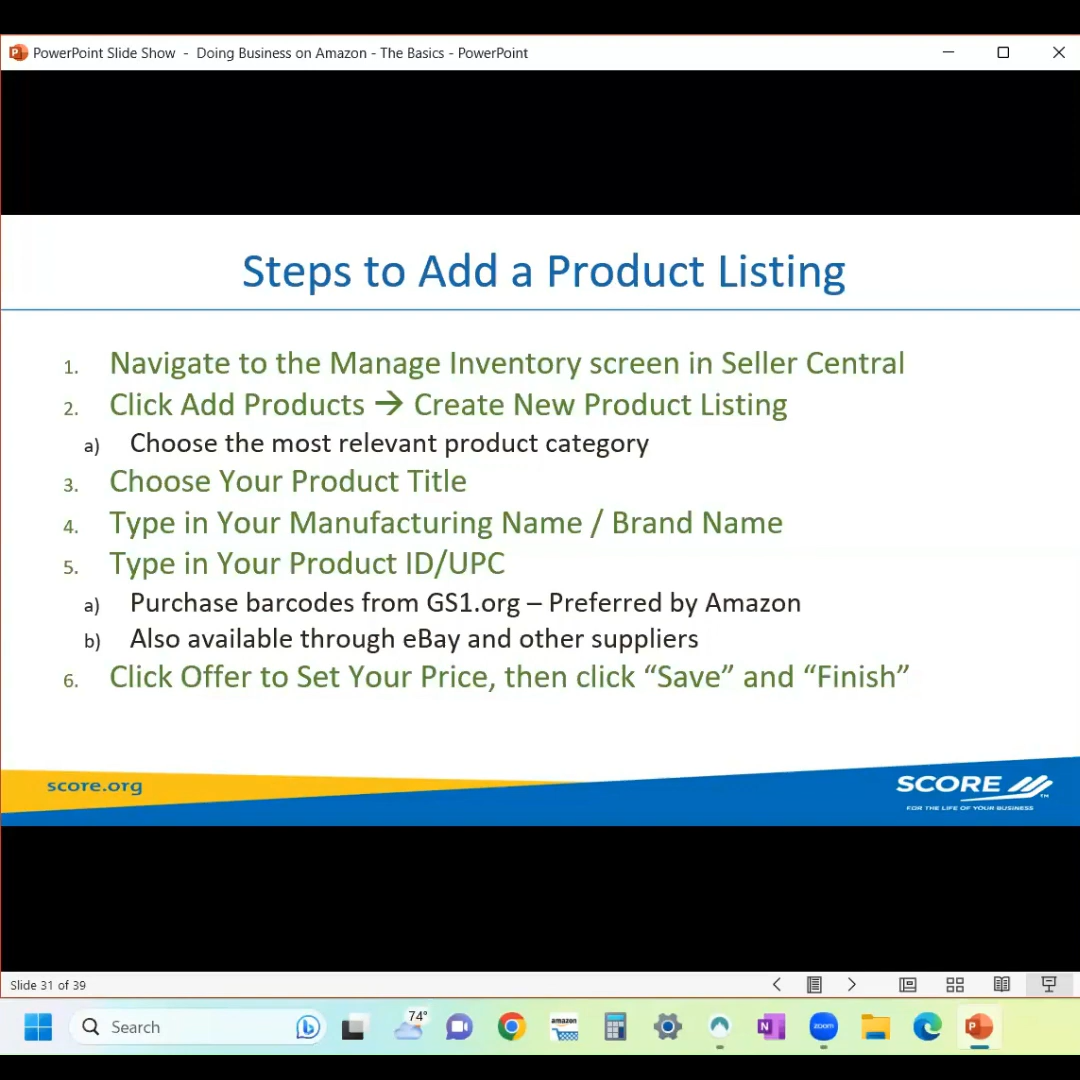 PowerPoint Slide Show - Doing Business on Amazon - The Basics - PowerPoint
Steps to Add a Product Listing
1. Navigate to the Manage Inventory screen in Seller Central
2. Click Add Products → Create New Product Listing
a) Choose the most relevant product category
3. Choose Your Product Title
4. Type in Your Manufacturing Name / Brand Name
5. Type in Your Product ID/UPC
a) Purchase barcodes from GS1.org – Preferred by Amazon
b) Also available through eBay and other suppliers
6. Click Offer to Set Your Price, then click “Save” and “Finish”
score.org
SCORE
FOR THE LIFE OF YOUR BUSINESS
TM
Slide 31 of 39
Search
74°
amazon
N
zoom
P